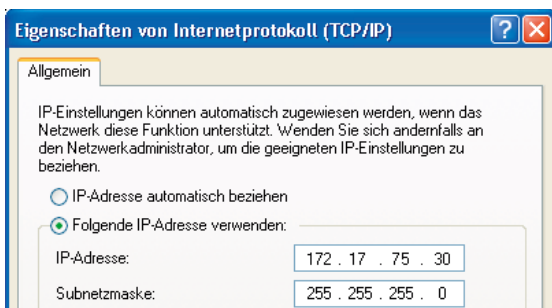 Eigenschaften von Internetprotokoll (TCP/IP)
Allgemein
IP-Einstellungen können automatisch zugewiesen werden, wenn das
Netzwerk diese Funktion unterstützt. Wenden Sie sich andernfalls an
den Netzwerkadministrator, um die geeigneten IP-Einstellungen zu
beziehen.
IP-Adresse automatisch beziehen
Folgende IP-Adresse verwenden:
IP-Adresse: 172 . 17 . 75 . 30
Subnetzmaske: 255 . 255 . 255 . 0